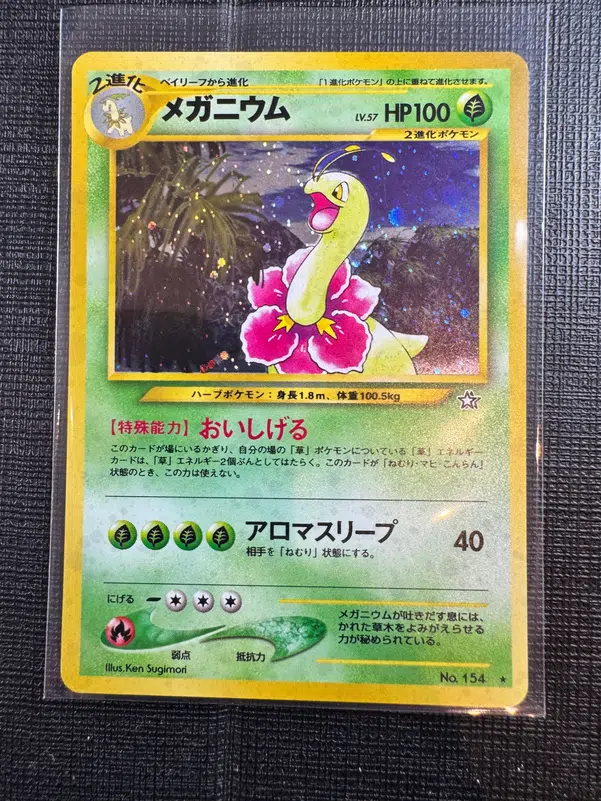 2進化
ベイリーフから進化
「1進化ポケモン」の上に重ねて進化させます。
メガニウム
LV.57 HP100
2進化ポケモン
ハーブポケモン：身長1.8m、体重100.5kg
【特殊能力】おいしげる
このカードが場にいるかぎり、自分の場の「草」ポケモンについている「草」エネルギー
カードは、「草」エネルギー2個ぶんとしてはたらく。このカードが「ねむり・マヒ・こんらん」
状態のとき、この力は使えない。
アロマスリープ 40
相手を「ねむり」状態にする。
にげる
弱点
抵抗力
メガニウムが吐きだす息には、
かれた草木をよみがえらせる
力が秘められている。
Illus.Ken Sugimori
No. 154